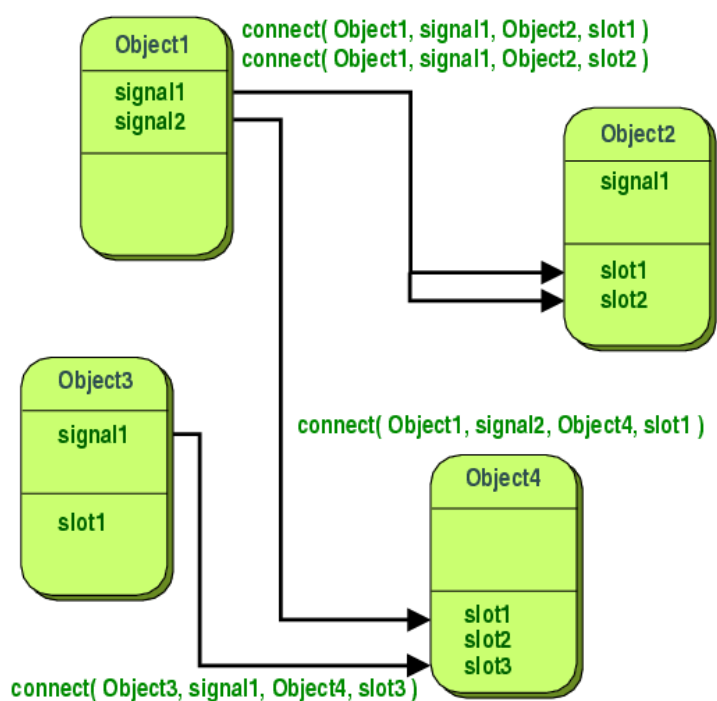 Object1
connect( Object1, signal1, Object2, slot1 )
connect( Object1, signal1, Object2, slot2 )
signal1
signal2
Object2
signal1
slot1
slot2
Object3
signal1
slot1
connect( Object1, signal2, Object4, slot1 )
Object4
slot1
slot2
slot3
connect( Object3, signal1, Object4, slot3 )